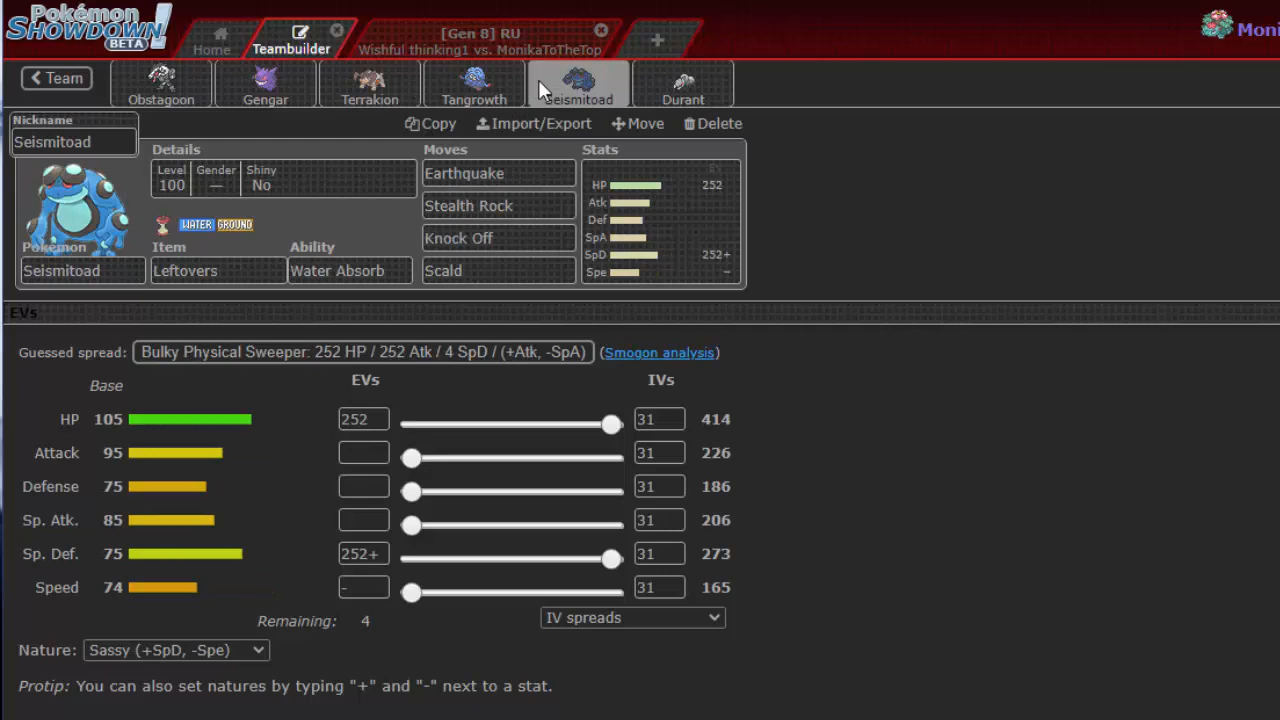 Pokémon
SHOWDOWN!
BETA
Home
Teambuilder
[Gen 8] RU
Wishful thinking1 vs. MonikaToTheTop
+
Moni
< Team
Obstagoon
Gengar
Terrakion
Tangrowth
Seismitoad
Durant
Nickname
Seismitoad
Copy
Import/Export
Move
Delete
Details
Moves
Stats
Level Gender Shiny
100 — No
WATER GROUND
Pokémon Item Ability
Seismitoad
Leftovers
Water Absorb
Earthquake
Stealth Rock
Knock Off
Scald
EV
HP 252
Atk
Def
SpA
SpD 252+
Spe −
EVs
Guessed spread: Bulky Physical Sweeper: 252 HP / 252 Atk / 4 SpD / (+Atk, -SpA) (Smogon analysis)
Base EVs IVs
HP 105 252 31 414
Attack 95 31 226
Defense 75 31 186
Sp. Atk. 85 31 206
Sp. Def. 75 252+ 31 273
Speed 74 - 31 165
Remaining: 4
IV spreads
Nature: Sassy (+SpD, -Spe)
Protip: You can also set natures by typing "+" and "-" next to a stat.